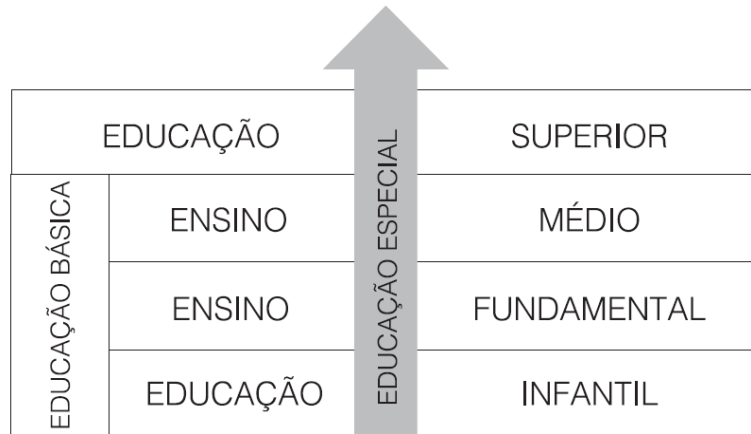 EDUCAÇÃO SUPERIOR
ENSINO MÉDIO
ENSINO FUNDAMENTAL
EDUCAÇÃO INFANTIL
EDUCAÇÃO BÁSICA
EDUCAÇÃO ESPECIAL